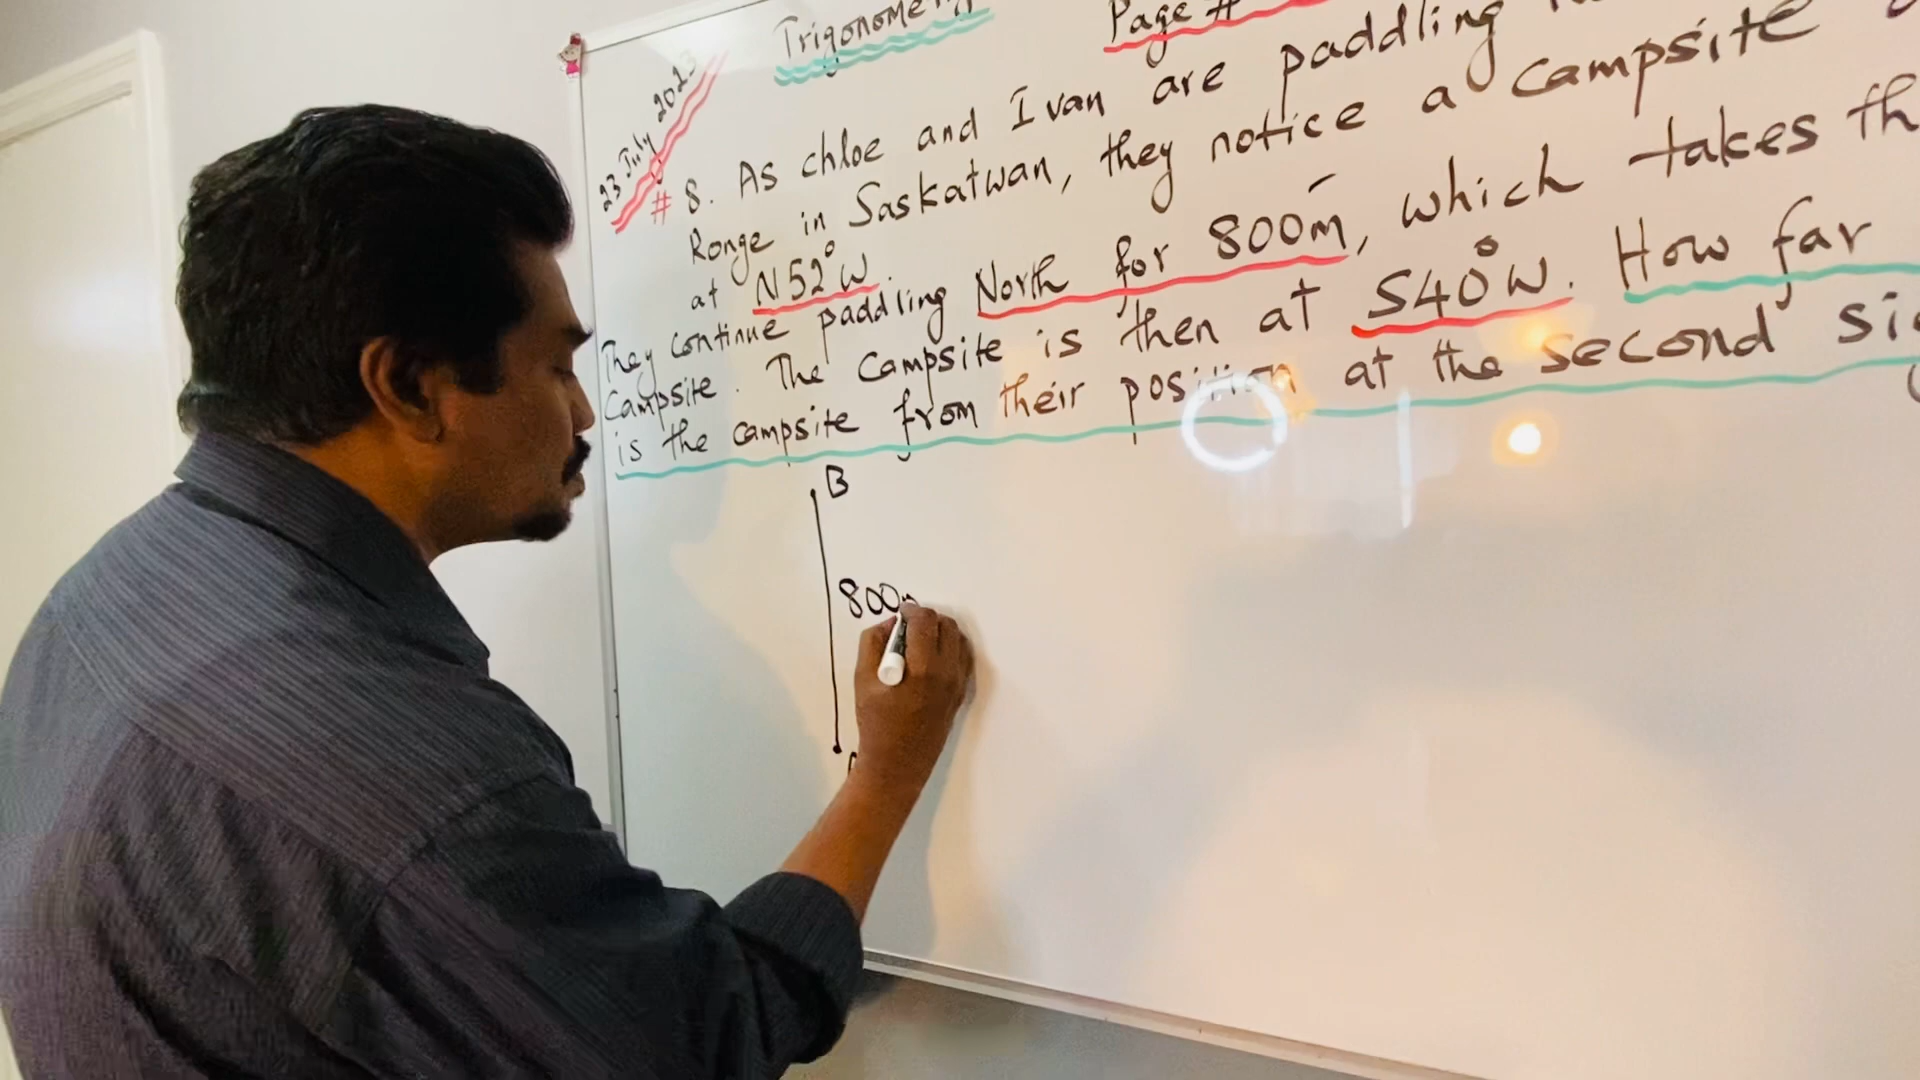 Trigonomet
Page #
23 July 2023
#8. As chloe and Ivan are paddling
Ronge in Saskatwan, they notice a campsite
at N52°W.
They continue paddling North for 800m, which takes th
Campsite. The Campsite is then at S40°W. How far
is the campsite from their position at the second si
B
800m